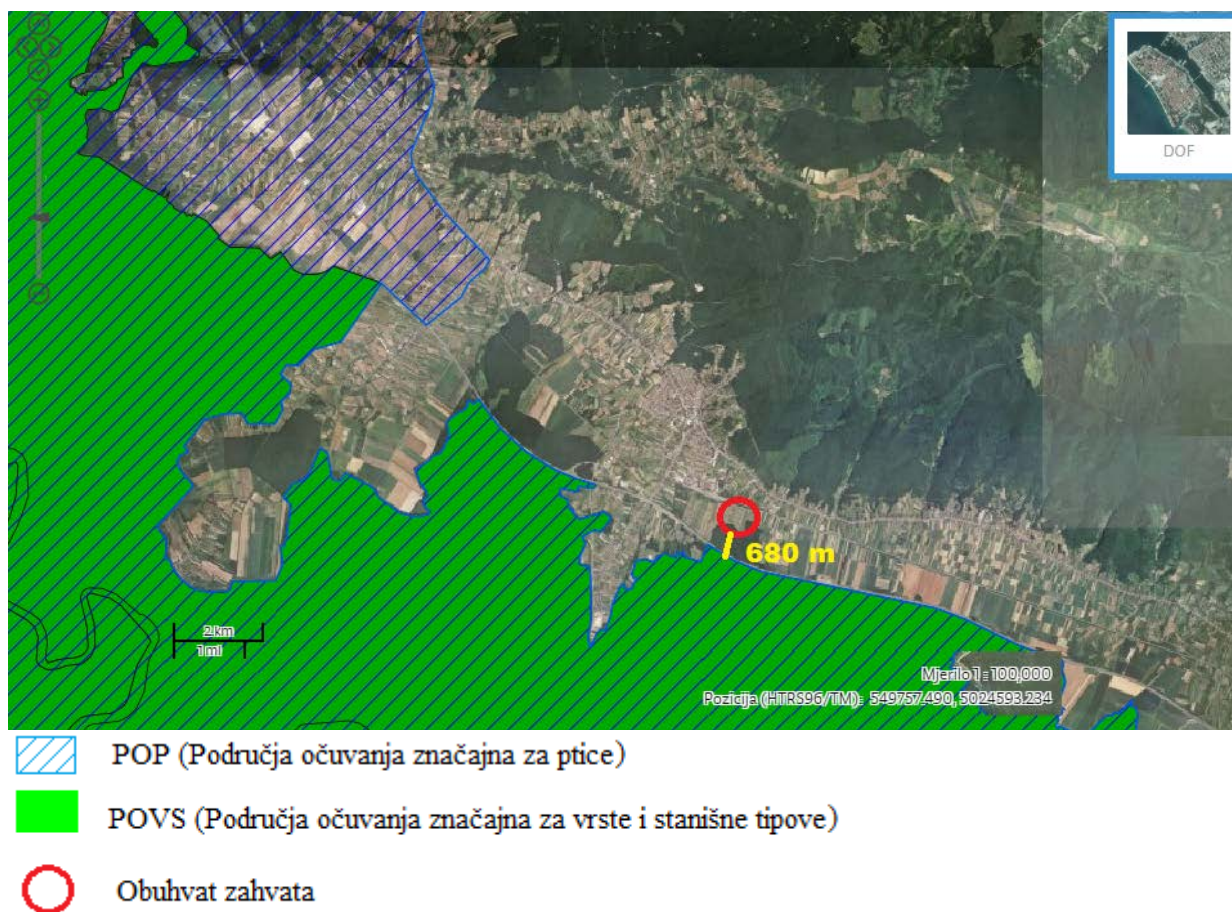 DOF
680 m
2 km
1 mi
Mjerilo 1 : 100,000
Pozicija (HTRS96/TM): 549757.490, 5024593.234
POP (Područja očuvanja značajna za ptice)
POVS (Područja očuvanja značajna za vrste i stanišne tipove)
Obuhvat zahvata